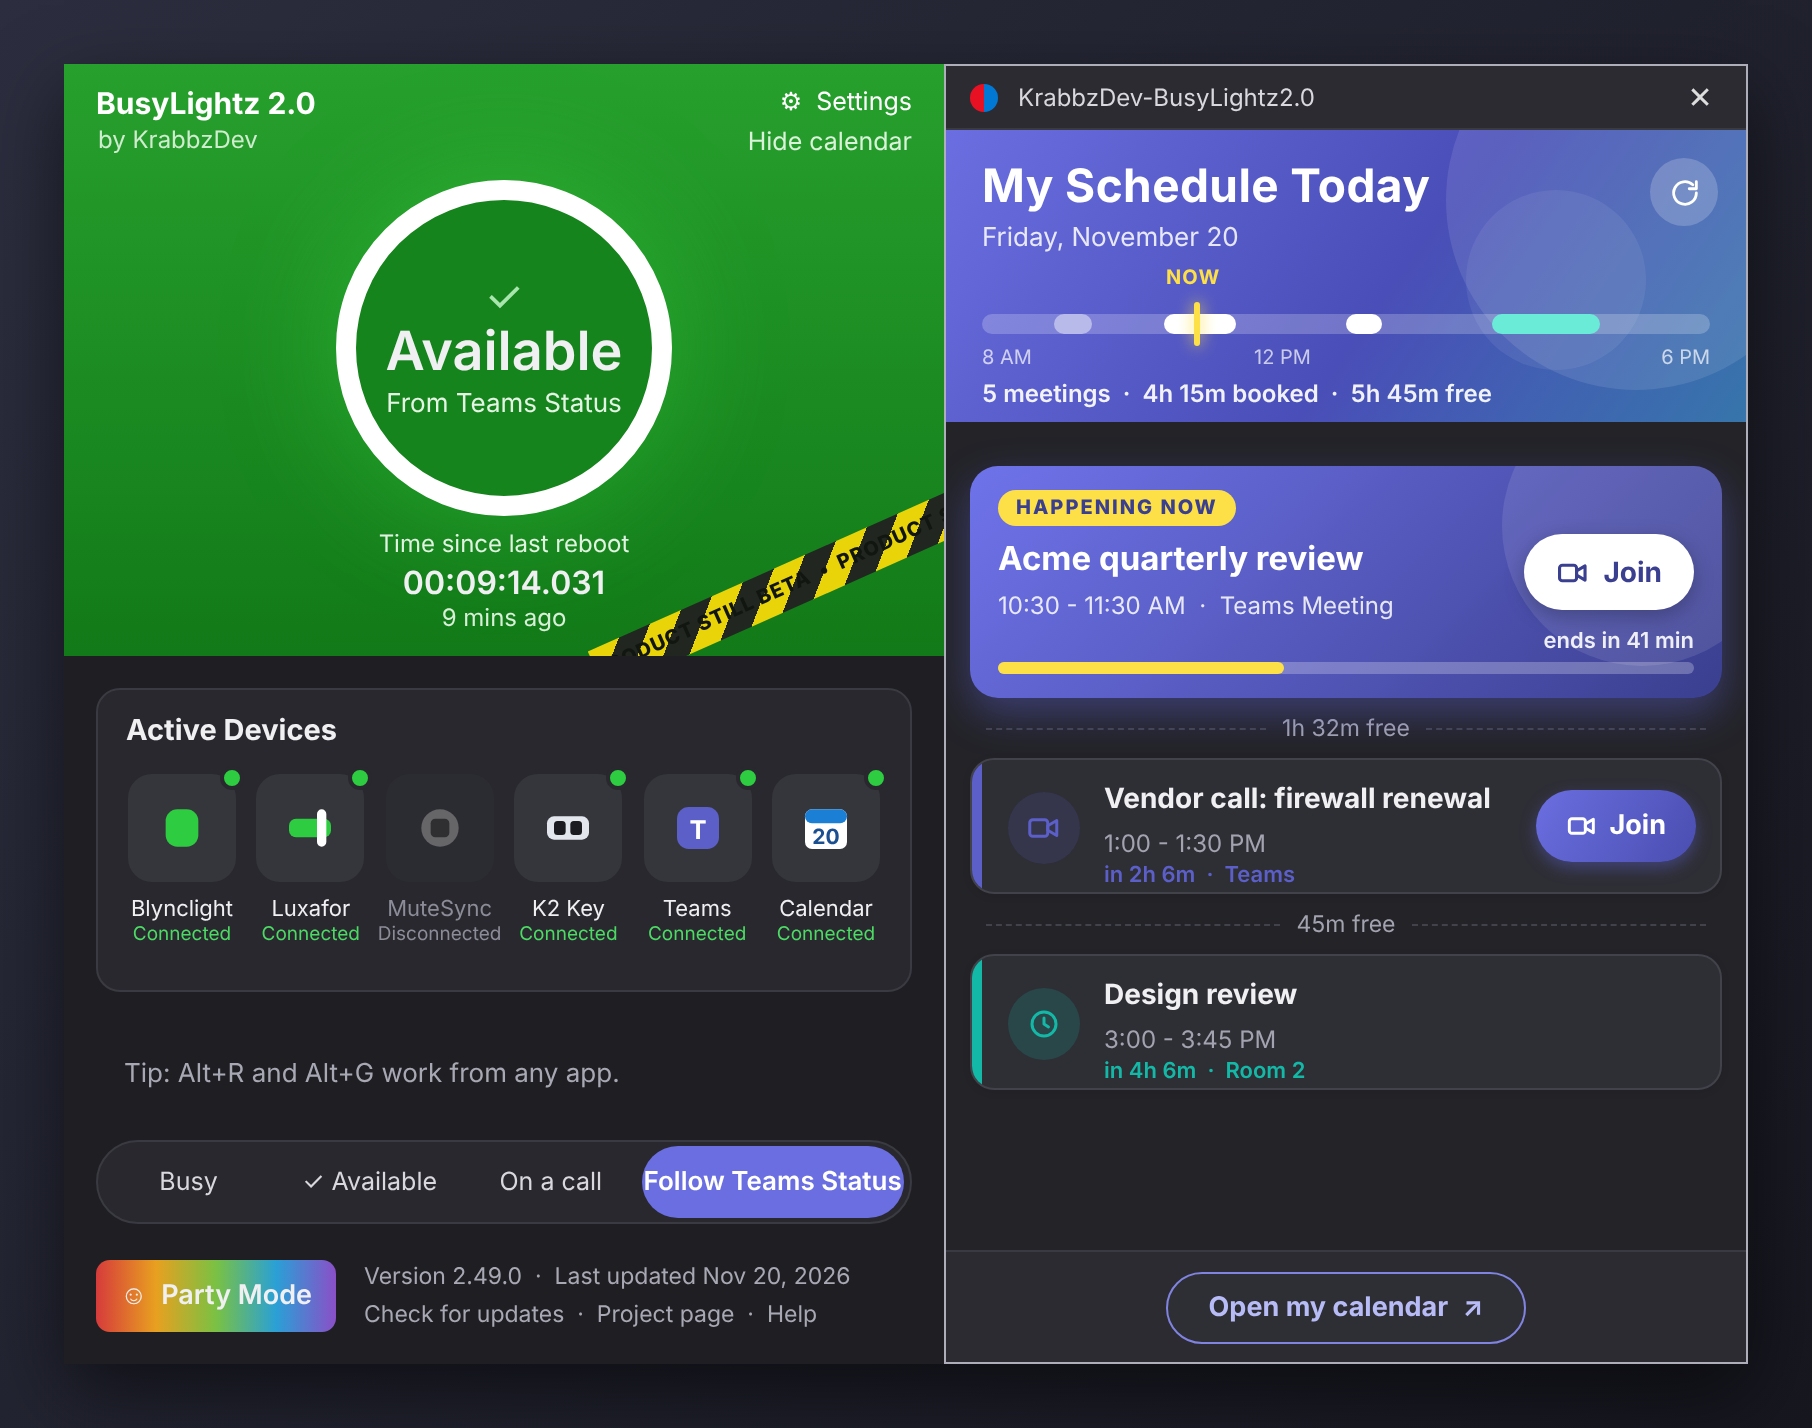 BusyLightz 2.0
by KrabbzDev
⚙ Settings
Hide calendar
✓
Available
From Teams Status
Time since last reboot
00:09:14.031
9 mins ago
PRODUCT STILL BETA • PRODUCT
Active Devices
T
20
Blynclight
Connected
Luxafor
Connected
MuteSync
Disconnected
K2 Key
Connected
Teams
Connected
Calendar
Connected
Tip: Alt+R and Alt+G work from any app.
Busy
✓ Available
On a call
Follow Teams Status
☺ Party Mode
Version 2.49.0 · Last updated Nov 20, 2026
Check for updates · Project page · Help
KrabbzDev-BusyLightz2.0
My Schedule Today
Friday, November 20
NOW
8 AM
12 PM
6 PM
5 meetings · 4h 15m booked · 5h 45m free
HAPPENING NOW
Acme quarterly review
10:30 - 11:30 AM · Teams Meeting
Join
ends in 41 min
1h 32m free
Vendor call: firewall renewal
1:00 - 1:30 PM
in 2h 6m · Teams
Join
45m free
Design review
3:00 - 3:45 PM
in 4h 6m · Room 2
Open my calendar ↗